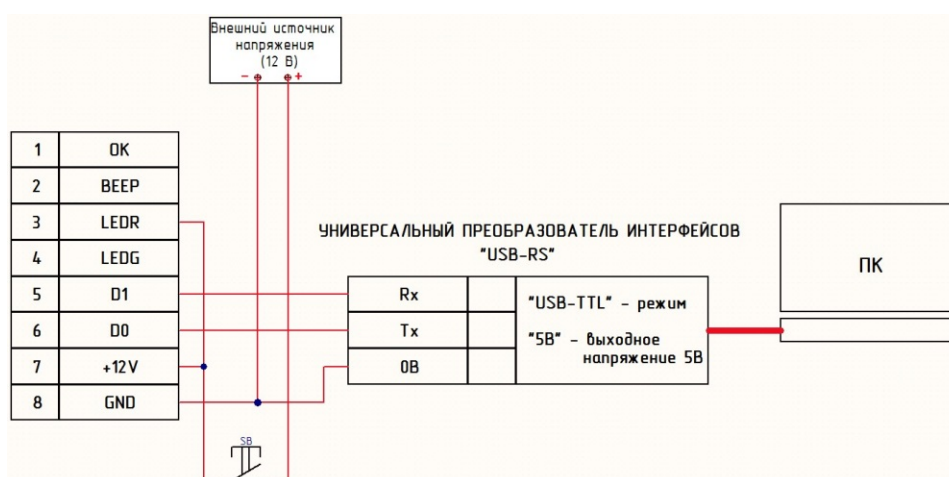 Внешний источник
напряжения
(12 В)
- +
1 OK
2 BEEP
3 LEDR
4 LEDG
5 D1
6 D0
7 +12V
8 GND
УНИВЕРСАЛЬНЫЙ ПРЕОБРАЗОВАТЕЛЬ ИНТЕРФЕЙСОВ
"USB-RS"
Rx
Tx
0В
"USB-TTL" - режим
"5В" - выходное
напряжение 5В
ПК
SB